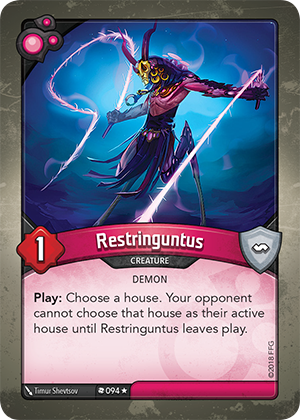 Restringuntus
CREATURE
1
DEMON
Play: Choose a house. Your opponent
cannot choose that house as their active
house until Restringuntus leaves play.
Timur Shevtsov
094 ★
©2018 FFG